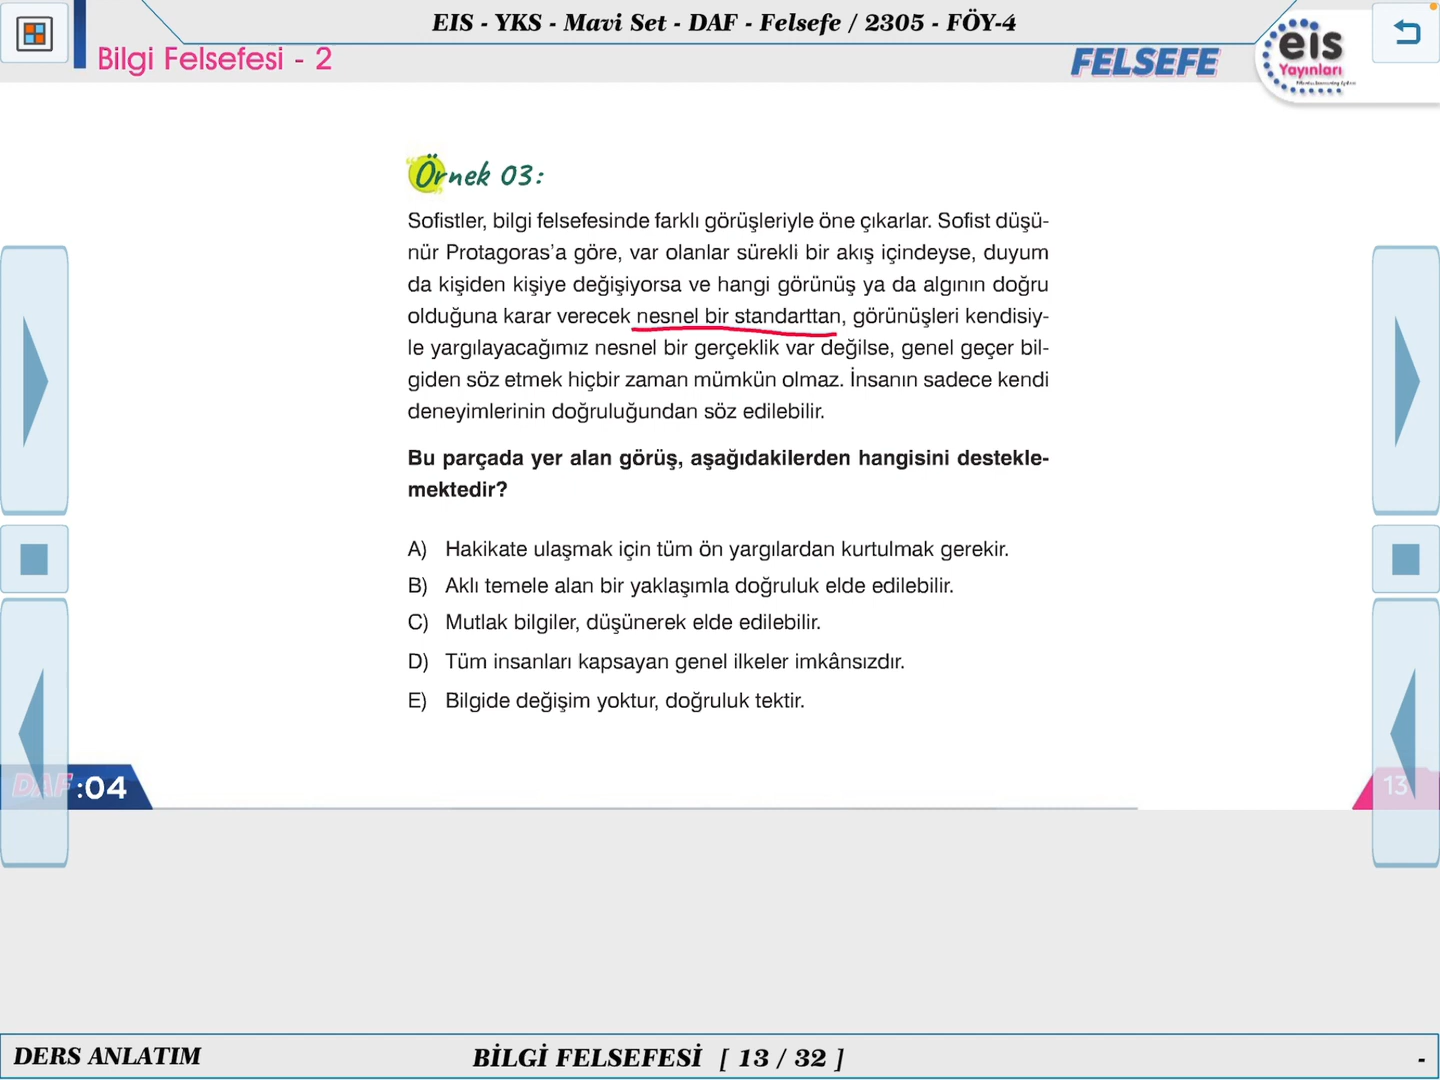 EIS - YKS - Mavi Set - DAF - Felsefe / 2305 - FÖY-4
Bilgi Felsefesi - 2
FELSEFE
eis
Yayınları
Örnek 03:
Sofistler, bilgi felsefesinde farklı görüşleriyle öne çıkarlar. Sofist düşü-
nür Protagoras'a göre, var olanlar sürekli bir akış içindeyse, duyum
da kişiden kişiye değişiyorsa ve hangi görünüş ya da algının doğru
olduğuna karar verecek nesnel bir standarttan, görünüşleri kendisiy-
le yargılayacağımız nesnel bir gerçeklik var değilse, genel geçer bil-
giden söz etmek hiçbir zaman mümkün olmaz. İnsanın sadece kendi
deneyimlerinin doğruluğundan söz edilebilir.
Bu parçada yer alan görüş, aşağıdakilerden hangisini destekle-
mektedir?
A) Hakikate ulaşmak için tüm ön yargılardan kurtulmak gerekir.
B) Aklı temele alan bir yaklaşımla doğruluk elde edilebilir.
C) Mutlak bilgiler, düşünerek elde edilebilir.
D) Tüm insanları kapsayan genel ilkeler imkânsızdır.
E) Bilgide değişim yoktur, doğruluk tektir.
DAF:04
13
DERS ANLATIM
BİLGİ FELSEFESİ [ 13 / 32 ]
-